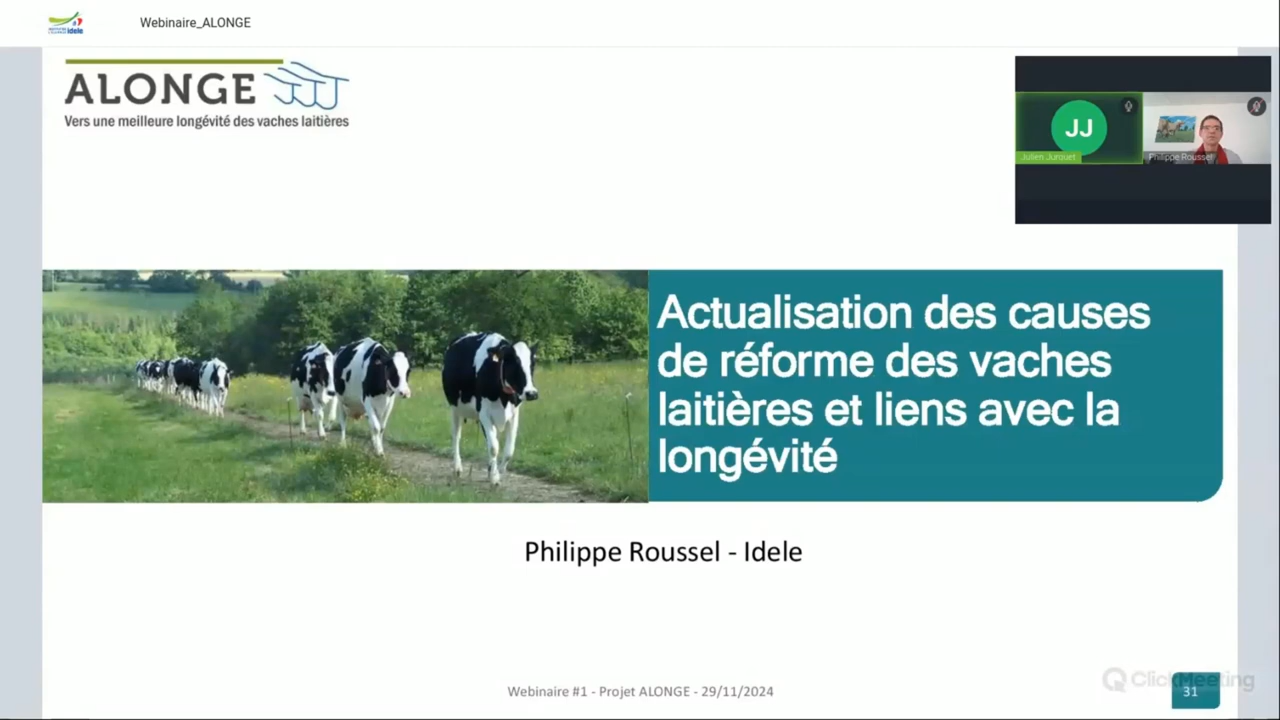 idele
Webinaire_ALONGE
ALONGE
Vers une meilleure longévité des vaches laitières
JJ
Julien Jurquet
Philippe Roussel
Actualisation des causes
de réforme des vaches
laitières et liens avec la
longévité
Philippe Roussel - Idele
Webinaire #1 - Projet ALONGE - 29/11/2024
ClickMeeting
31